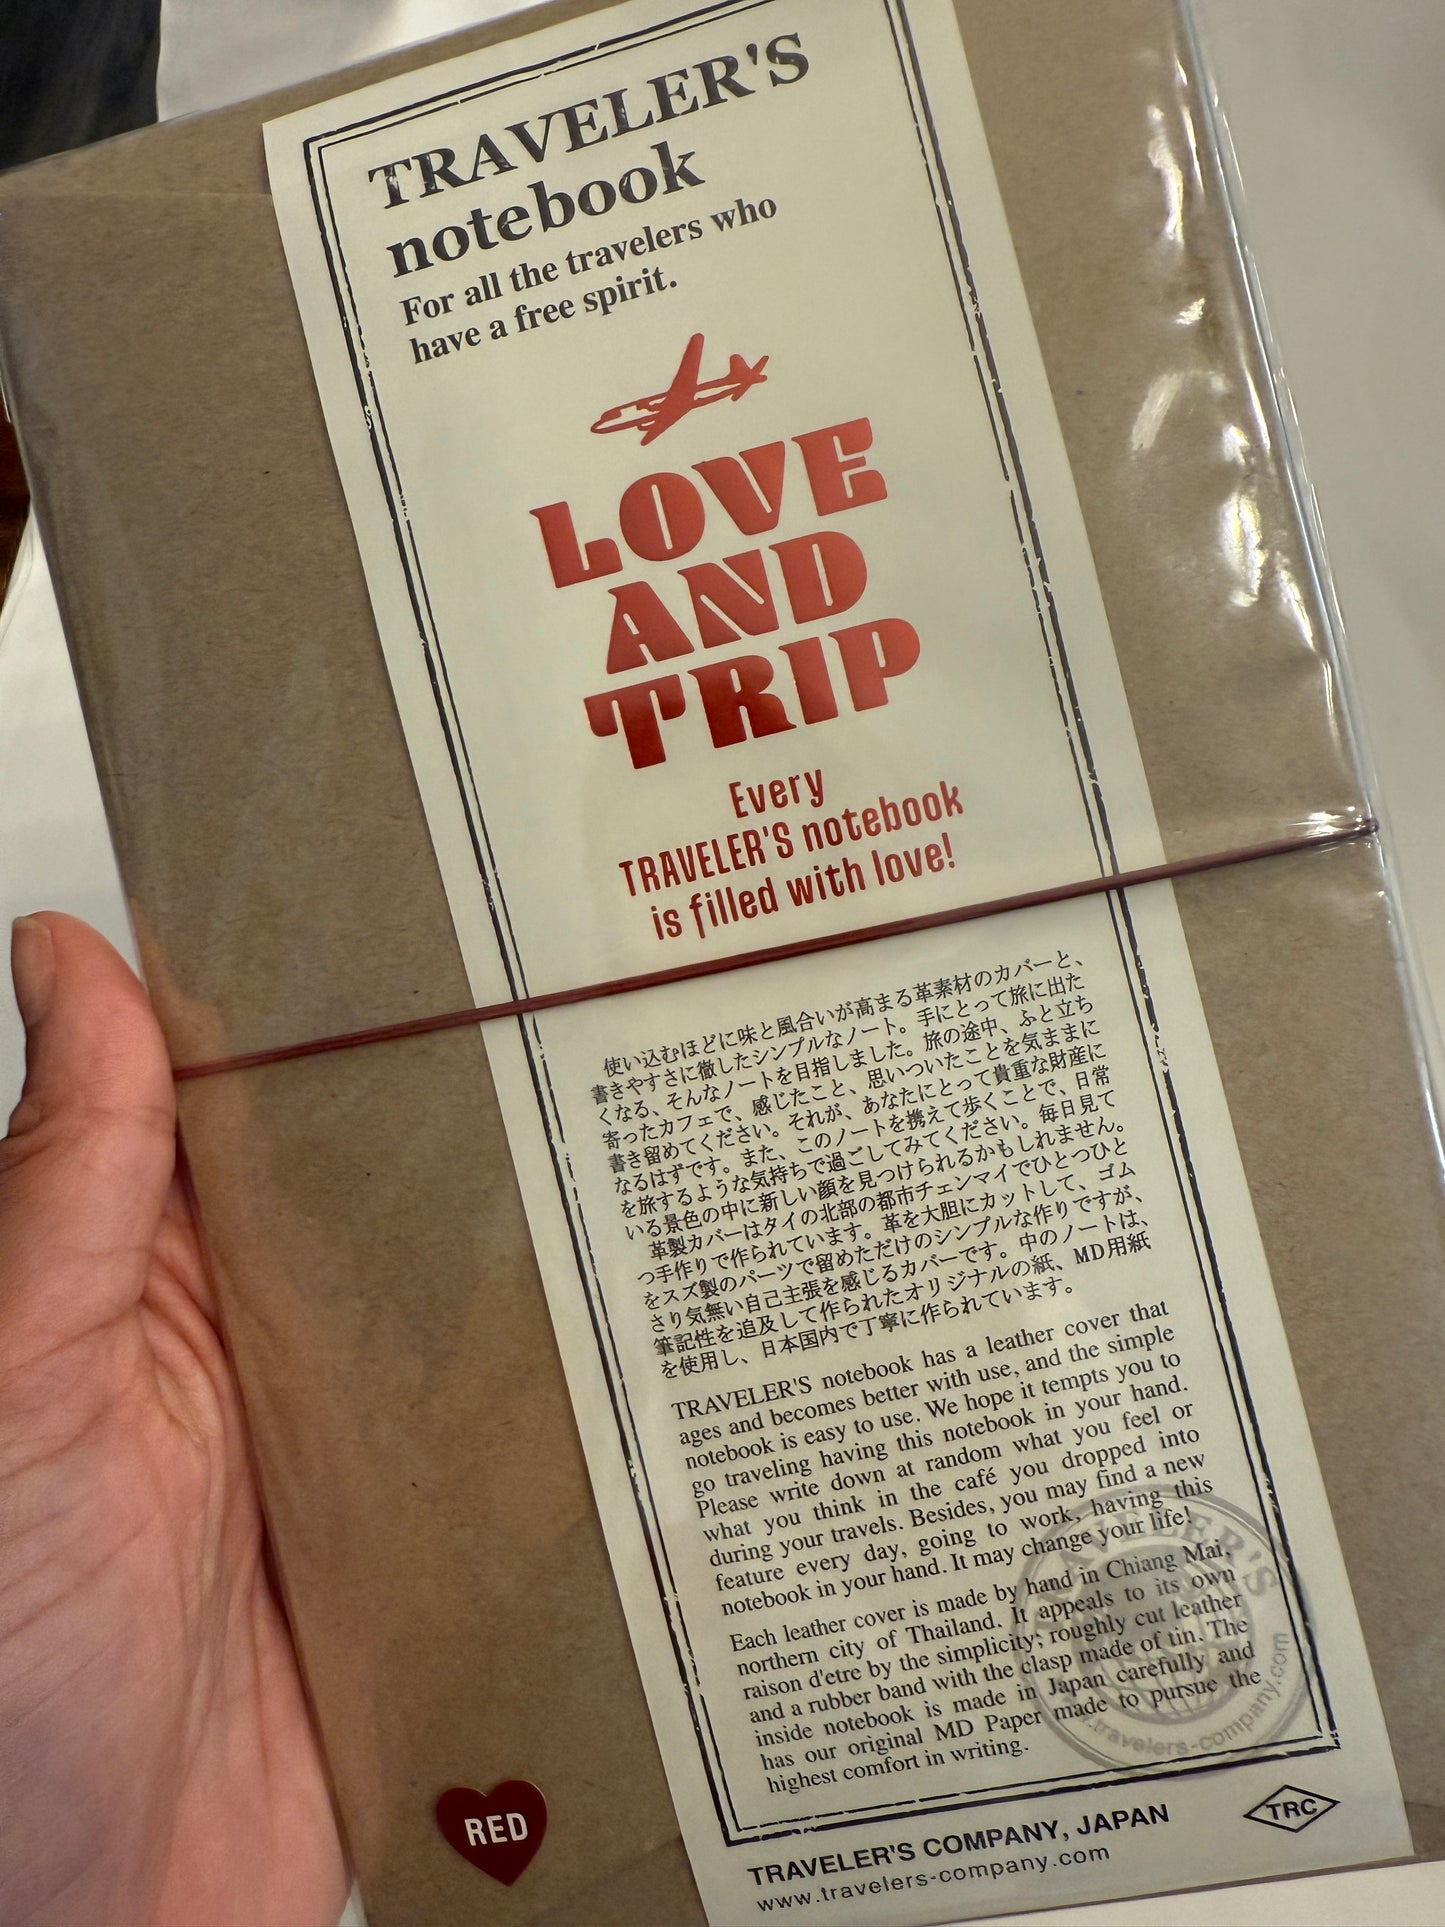 TRAVELER'S
notebook
For all the travelers who
have a free spirit.
LOVE
AND
TRIP
Every
TRAVELER'S notebook
is filled with love!
使い込むほどに味と風合いが高まる革素材のカバーと、
書きやすさに徹したシンプルなノート。手にとって旅に出た
くなる、そんなノートを目指しました。旅の途中、ふと立ち
寄ったカフェで、感じたこと、思いついたことを気ままに
書き留めてください。それが、あなたにとって貴重な財産に
なるはずです。また、このノートを携えて歩くことで、日常
を旅するような気持ちで過ごしてみてください。毎日見て
いる景色の中に新しい顔を見つけられるかもしれません。
革製カバーはタイの北部の都市チェンマイでひとつひと
つ手作りで作られています。革を大胆にカットして、ゴム
をスズ製のパーツで留めただけのシンプルな作りですが、
さり気無い自己主張を感じるカバーです。中のノートは、
筆記性を追及して作られたオリジナルの紙、MD用紙
を使用し、日本国内で丁寧に作られています。
TRAVELER'S notebook has a leather cover that
ages and becomes better with use, and the simple
notebook is easy to use. We hope it tempts you to
go traveling having this notebook in your hand.
Please write down at random what you feel or
what you think in the café you dropped into
during your travels. Besides, you may find a new
feature every day, going to work, having this
notebook in your hand. It may change your life!
Each leather cover is made by hand in Chiang Mai,
northern city of Thailand. It appeals to its own
raison d'etre by the simplicity; roughly cut leather
and a rubber band with the clasp made of tin. The
inside notebook is made in Japan carefully and
has our original MD Paper made to pursue the
highest comfort in writing.
TRAVELER'S
travelers-company.com
RED
TRAVELER'S COMPANY, JAPAN
www.travelers-company.com
TRC